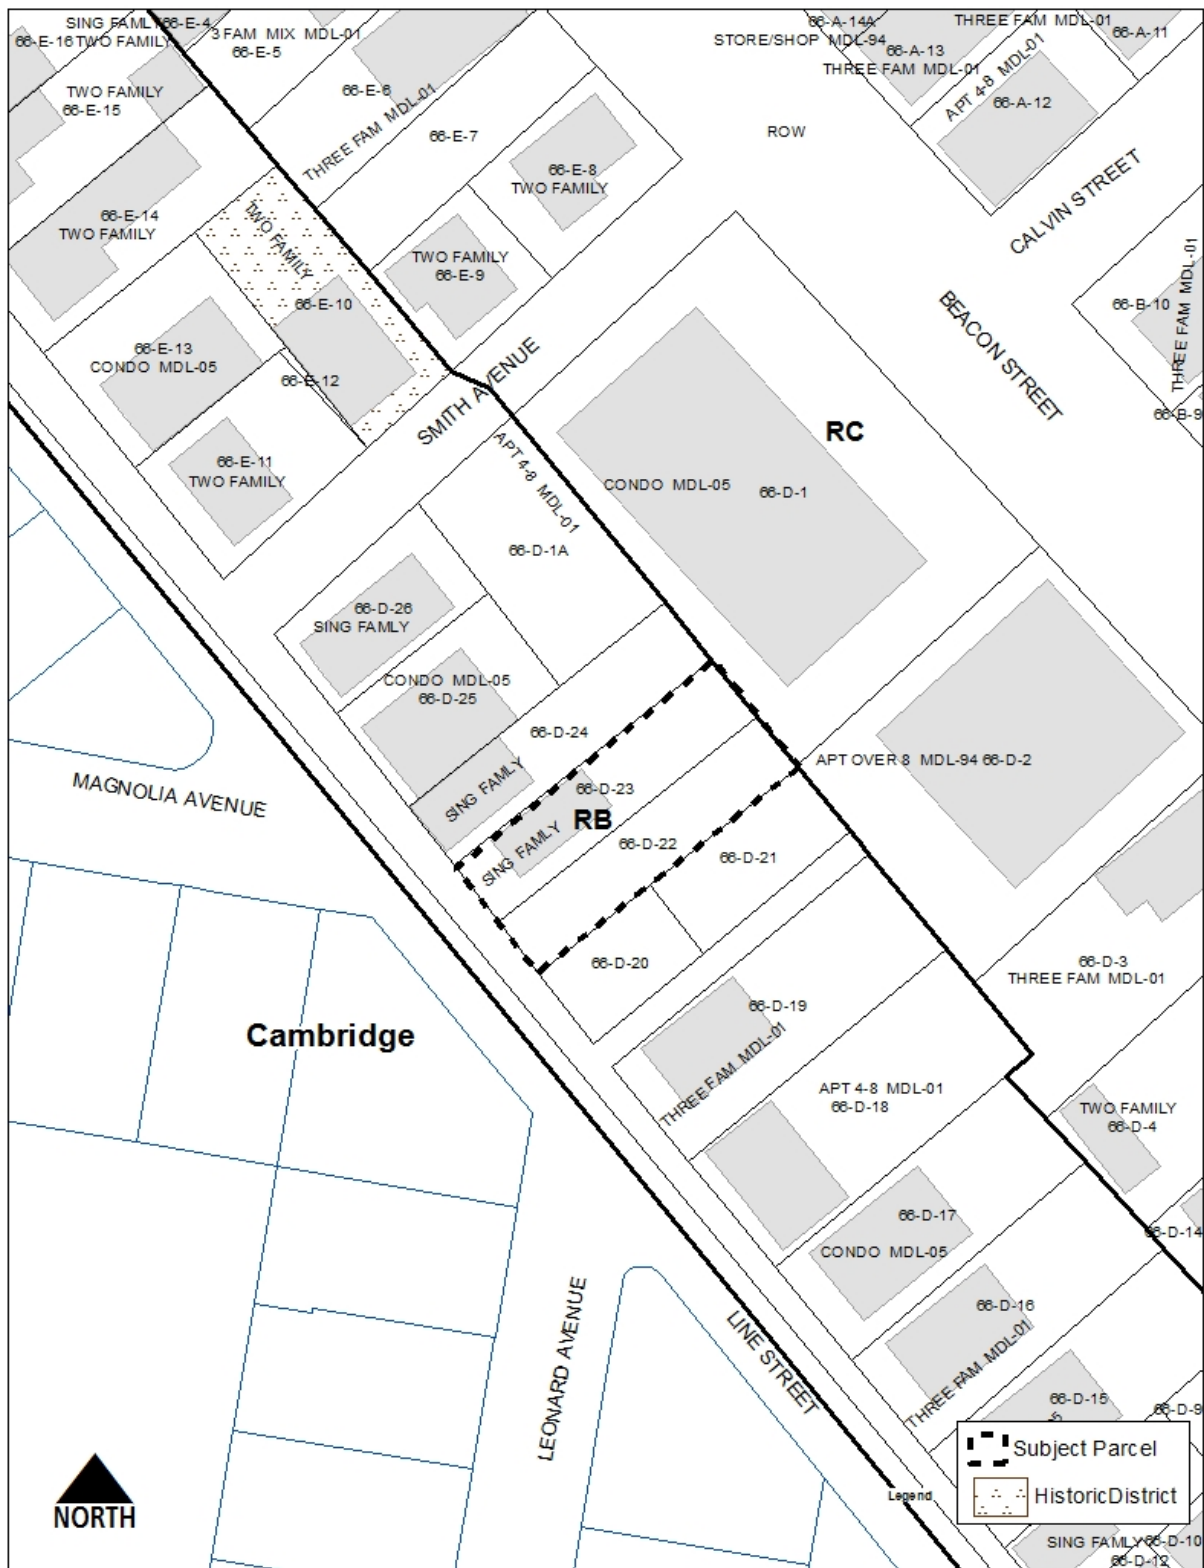 SING FAMLY 66-E-4
66-E-16 TWO FAMILY
3 FAM MIX MDL-01
66-E-5
66-A-14A
STORE/SHOP MDL-94
THREE FAM MDL-01
66-A-13
THREE FAM MDL-01
66-A-11
APT 4-8 MDL-01
66-A-12
TWO FAMILY
66-E-15
66-E-6
THREE FAM MDL-01
66-E-7
ROW
66-E-8
TWO FAMILY
CALVIN STREET
66-E-14
TWO FAMILY
TWO FAMILY
66-E-10
TWO FAMILY
66-E-9
THREE FAM MDL-01
66-B-10
BEACON STREET
66-E-13
CONDO MDL-05
66-E-12
SMITH AVENUE
66-B-9
RC
66-E-11
TWO FAMILY
APT 4-8 MDL-01
CONDO MDL-05 66-D-1
66-D-1A
66-D-26
SING FAMLY
CONDO MDL-05
66-D-25
66-D-24
SING FAMLY
MAGNOLIA AVENUE
APT OVER 8 MDL-94 66-D-2
66-D-23
RB
SING FAMLY
66-D-22
66-D-21
66-D-20
66-D-3
THREE FAM MDL-01
Cambridge
66-D-19
THREE FAM MDL-01
APT 4-8 MDL-01
66-D-18
TWO FAMILY
66-D-4
66-D-17
CONDO MDL-05
66-D-14
66-D-16
THREE FAM MDL-01
LINE STREET
LEONARD AVENUE
66-D-15
66-D-9
Subject Parcel
HistoricDistrict
Legend
NORTH
SING FAMLY 66-D-10
66-D-12